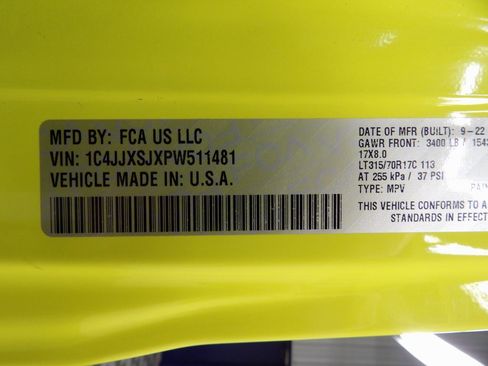 MFD BY: FCA US LLC
VIN: 1C4JJXSJXPW511481
VEHICLE MADE IN: U.S.A.
DATE OF MFR (BUILT): 9-22
GAWR FRONT: 3400 LB / 1543
17X8.0
LT315/70R17C 113
AT 255 kPa / 37 PSI
TYPE: MPV
THIS VEHICLE CONFORMS TO A
STANDARDS IN EFFECT